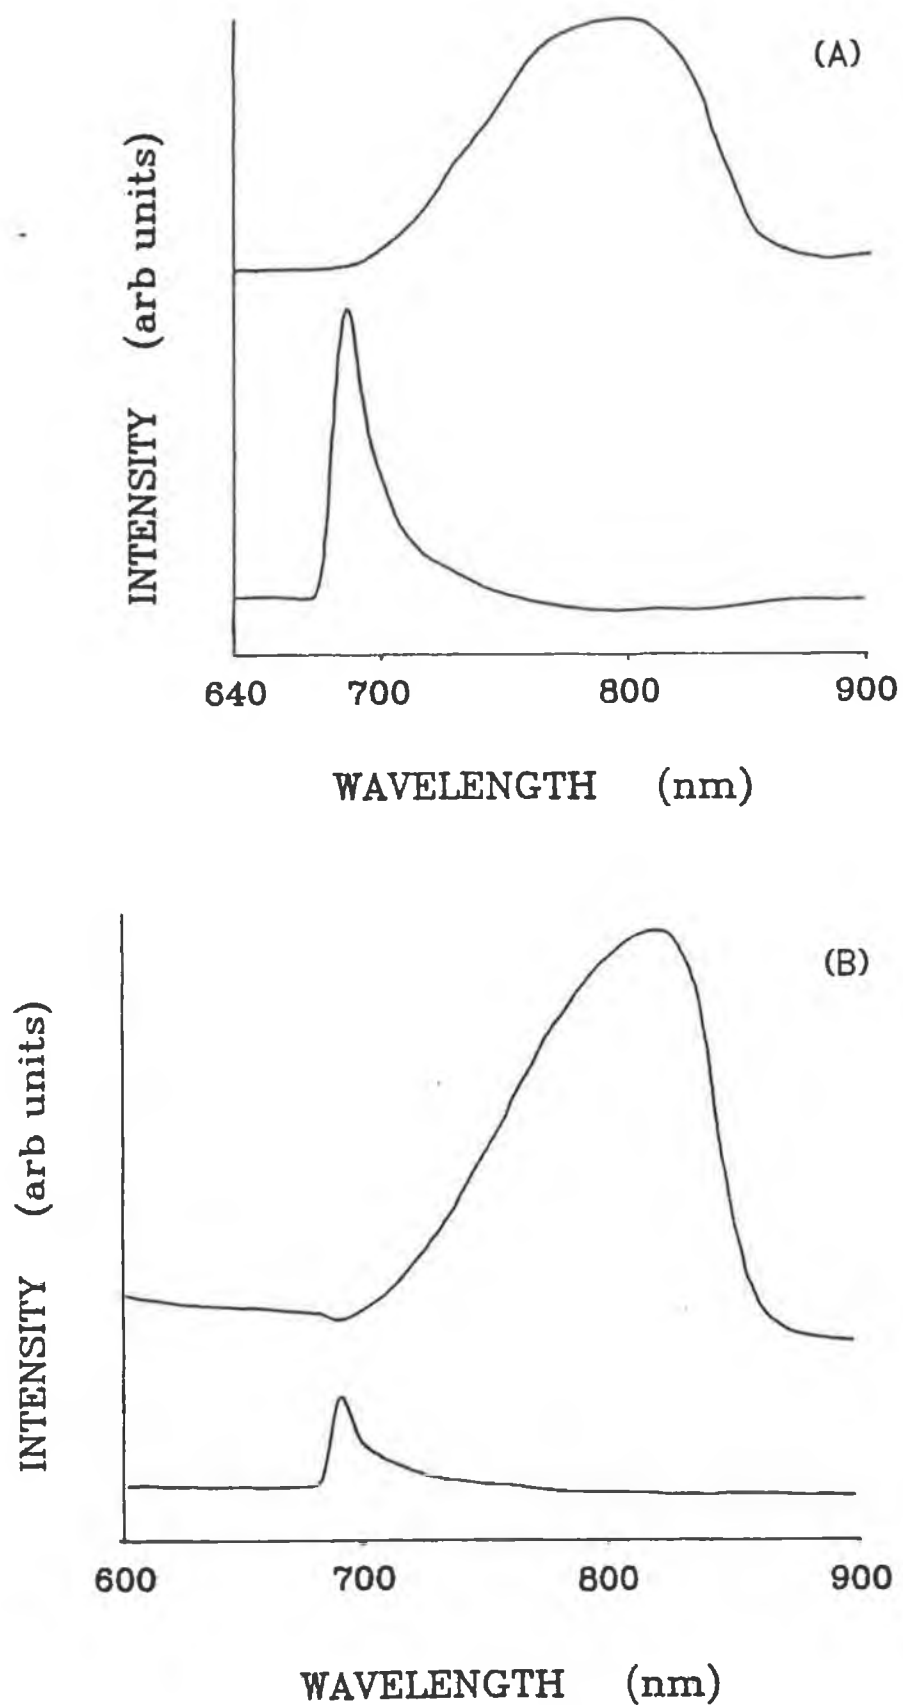 (A)
INTENSITY (arb units)
640 700 800 900
WAVELENGTH (nm)
(B)
INTENSITY (arb units)
600 700 800 900
WAVELENGTH (nm)